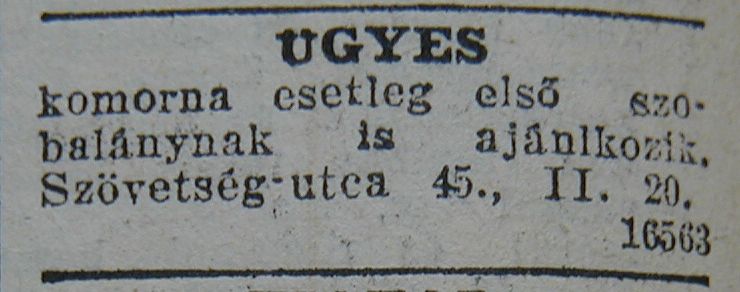 UGYES
komorna esetleg első szo-
balánynak is ajánlkozik.
Szövetség-utca 45., II. 20.
16563